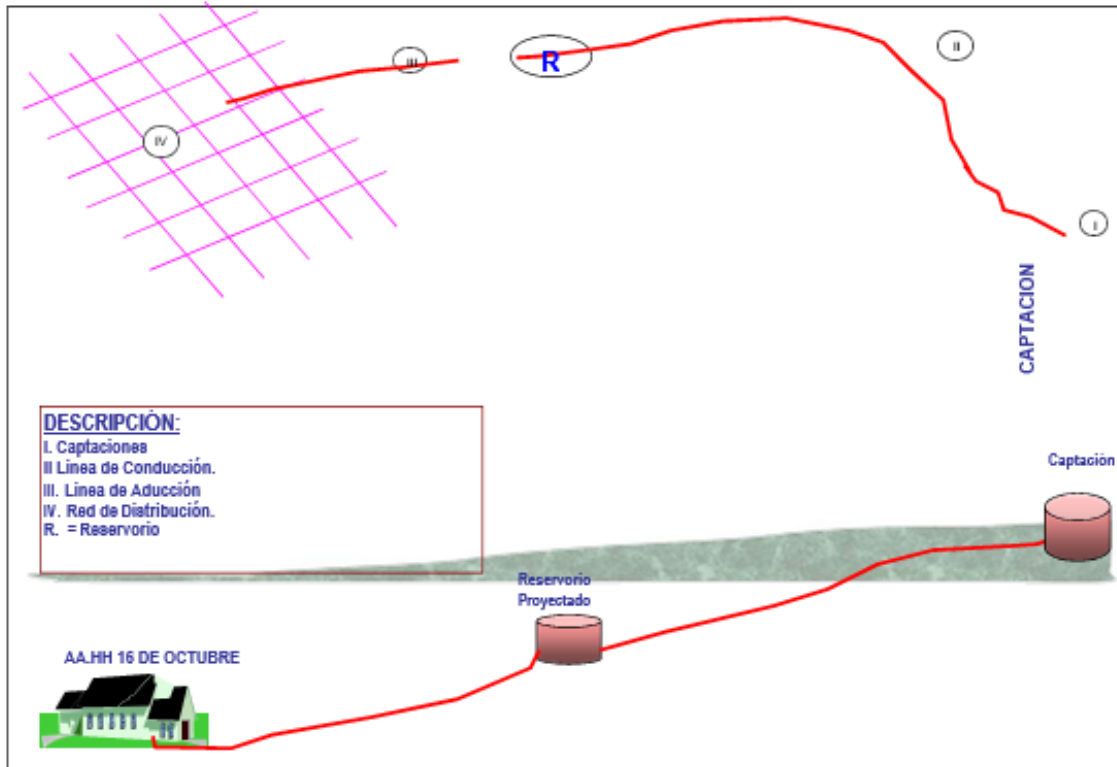 III
R
II
IV
I
CAPTACION
DESCRIPCIÓN:
I. Captaciones
II Linea de Conducción.
III. Linea de Aducción
IV. Red de Distribución.
R. = Reservorio
Captación
Reservorio
Proyectado
AA.HH 16 DE OCTUBRE